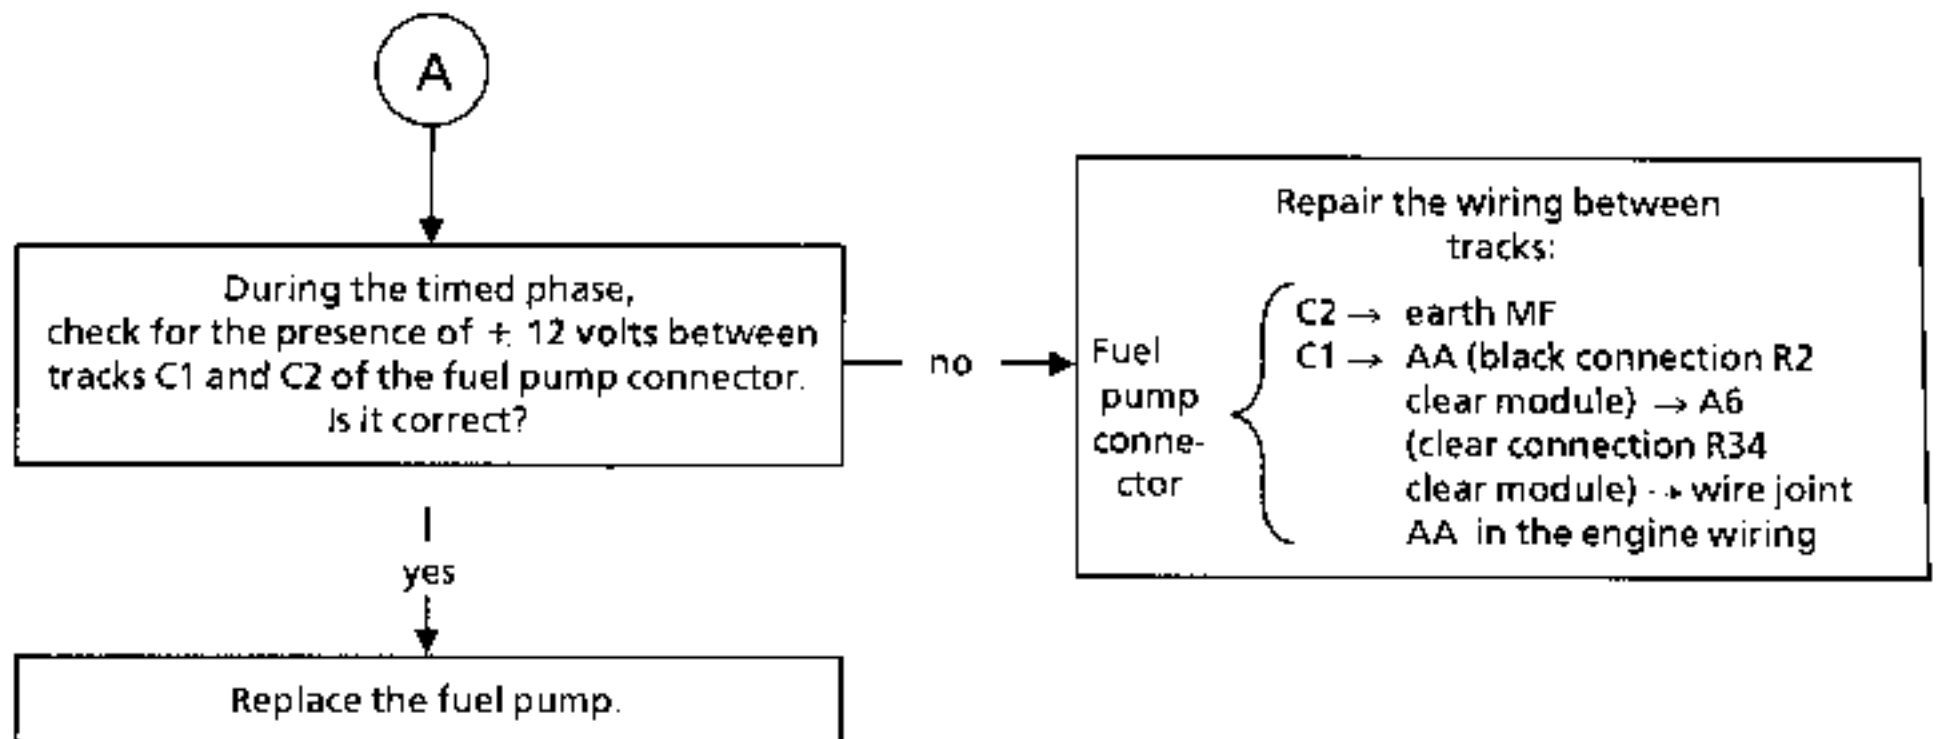 A
During the timed phase,
check for the presence of + 12 volts between
tracks C1 and C2 of the fuel pump connector.
Is it correct?
no
Repair the wiring between
tracks:
Fuel
pump
conne-
ctor
C2 → earth MF
C1 → AA (black connection R2
clear module) → A6
(clear connection R34
clear module) → wire joint
AA in the engine wiring
yes
Replace the fuel pump.